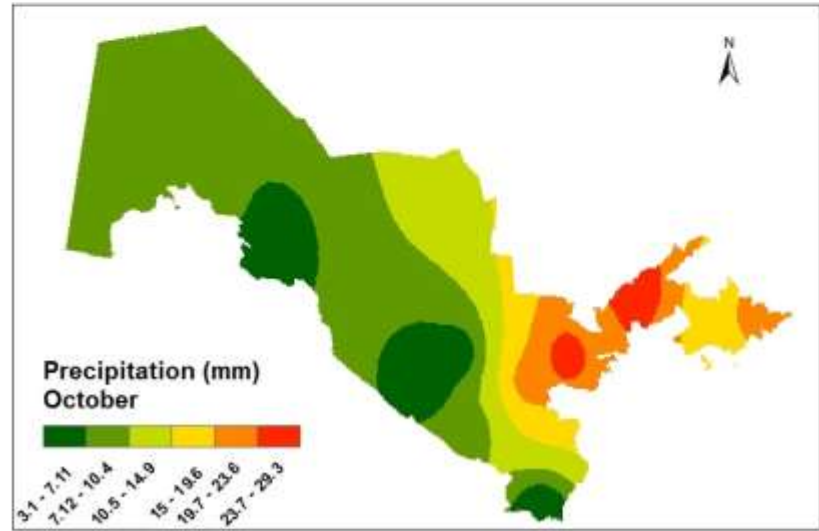 N
Precipitation (mm)
October
3.1 - 7.11
7.12 - 10.4
10.5 - 14.9
15 - 19.6
19.7 - 23.6
23.7 - 29.3